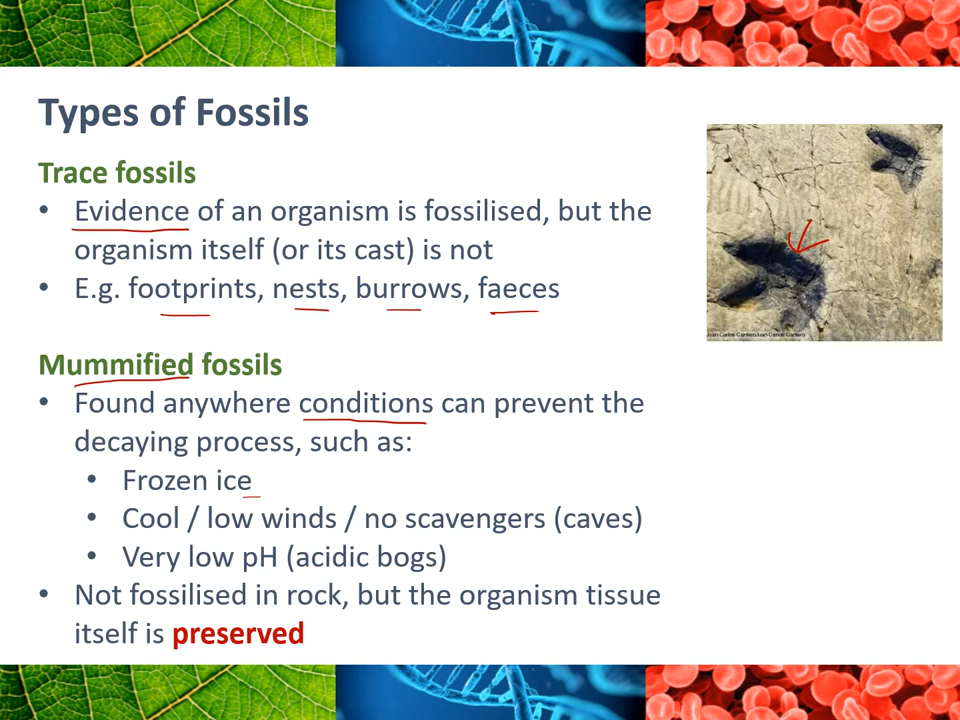 Types of Fossils
Trace fossils
• Evidence of an organism is fossilised, but the
organism itself (or its cast) is not
• E.g. footprints, nests, burrows, faeces
Mummified fossils
• Found anywhere conditions can prevent the
decaying process, such as:
• Frozen ice
• Cool / low winds / no scavengers (caves)
• Very low pH (acidic bogs)
• Not fossilised in rock, but the organism tissue
itself is preserved